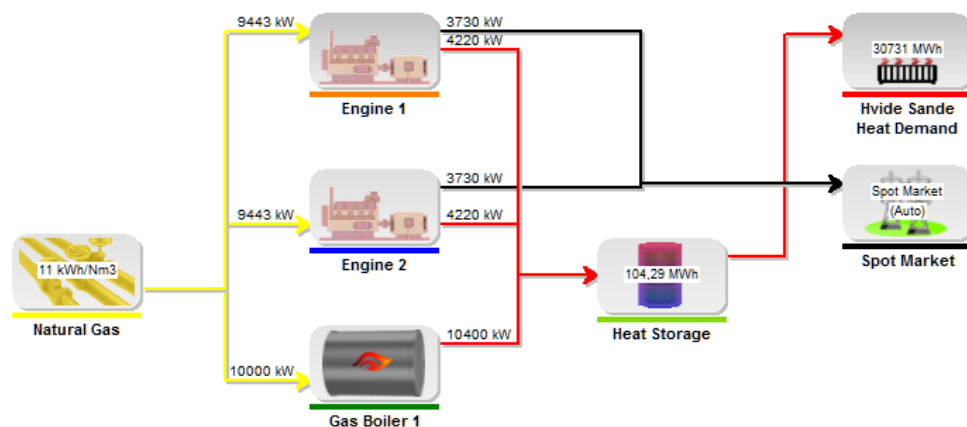 9443 kW
3730 kW
4220 kW
Engine 1
30731 MWh
Hvide Sande
Heat Demand
9443 kW
3730 kW
4220 kW
Engine 2
Spot Market
(Auto)
Spot Market
11 kWh/Nm3
Natural Gas
104,29 MWh
Heat Storage
10000 kW
10400 kW
Gas Boiler 1